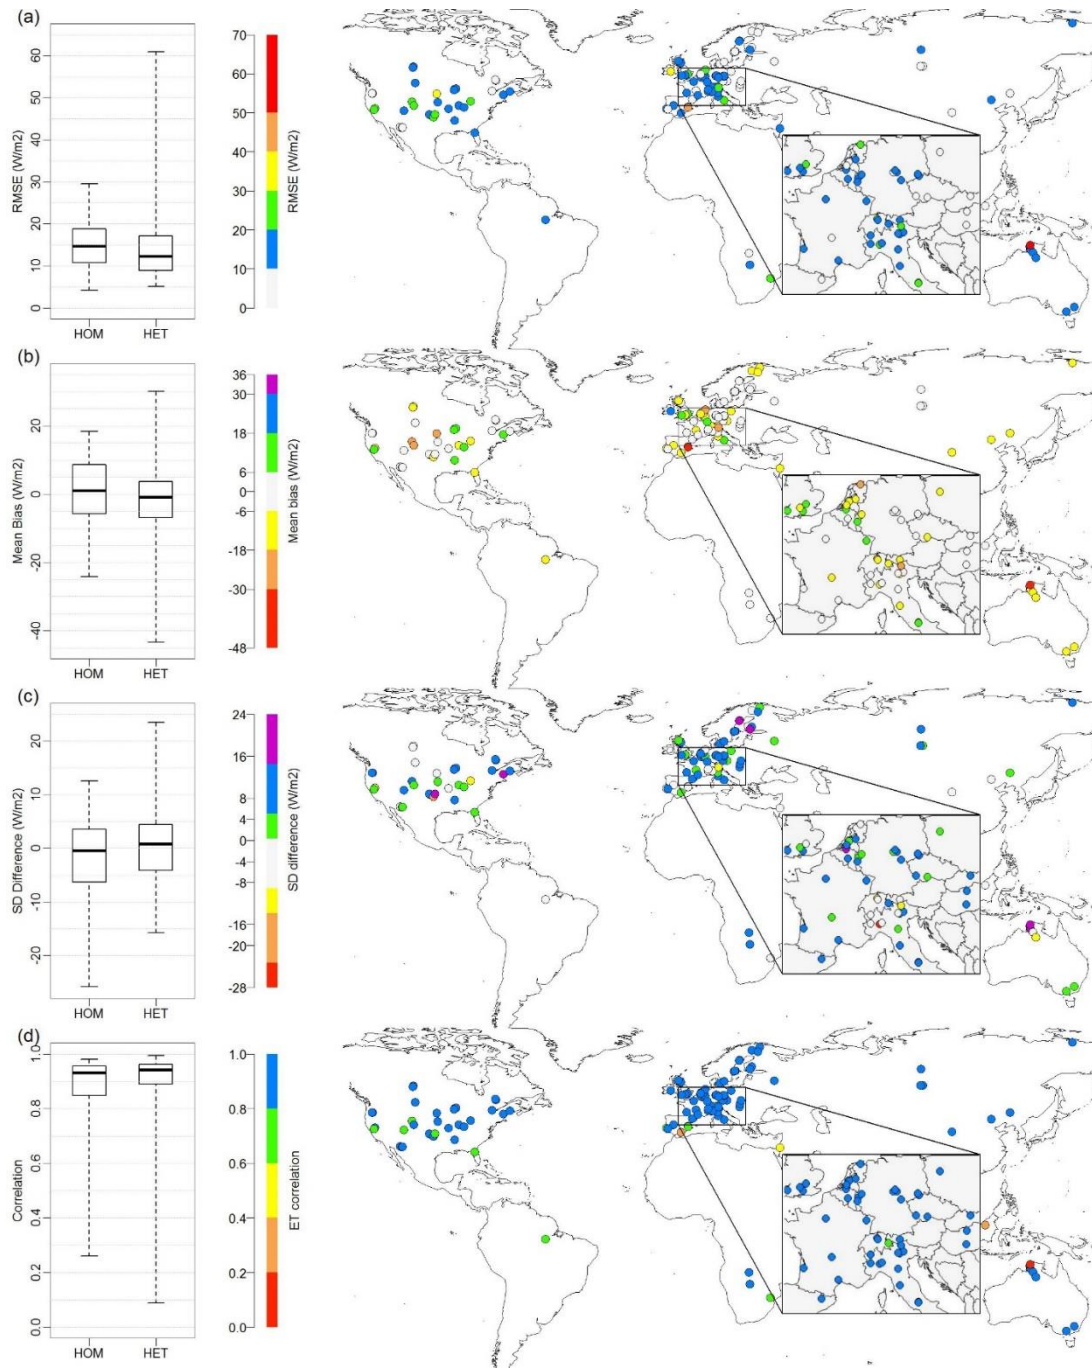 (a)
RMSE (W/m2)
60
50
40
30
20
10
0
HOM
HET
RMSE (W/m2)
70
60
50
40
30
20
10
0
(b)
Mean Bias (W/m2)
20
0
-20
-40
HOM
HET
Mean bias (W/m2)
36
30
18
6
0
-6
-18
-30
-48
(c)
SD Difference (W/m2)
20
10
0
-10
-20
HOM
HET
SD difference (W/m2)
24
16
8
4
0
-4
-8
-16
-20
-28
(d)
Correlation
1.0
0.8
0.6
0.4
0.2
0.0
HOM
HET
ET correlation
1.0
0.8
0.6
0.4
0.2
0.0